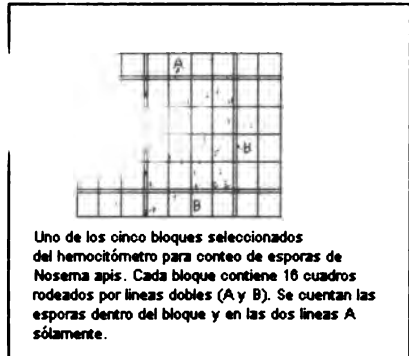 A
B
B
Uno de los cinco bloques seleccionados
del hemocitómetro para conteo de esporas de
Nosema apis. Cada bloque contiene 16 cuadros
rodeados por lineas dobles (A y B). Se cuentan las
esporas dentro del bloque y en las dos lineas A
sólamente.